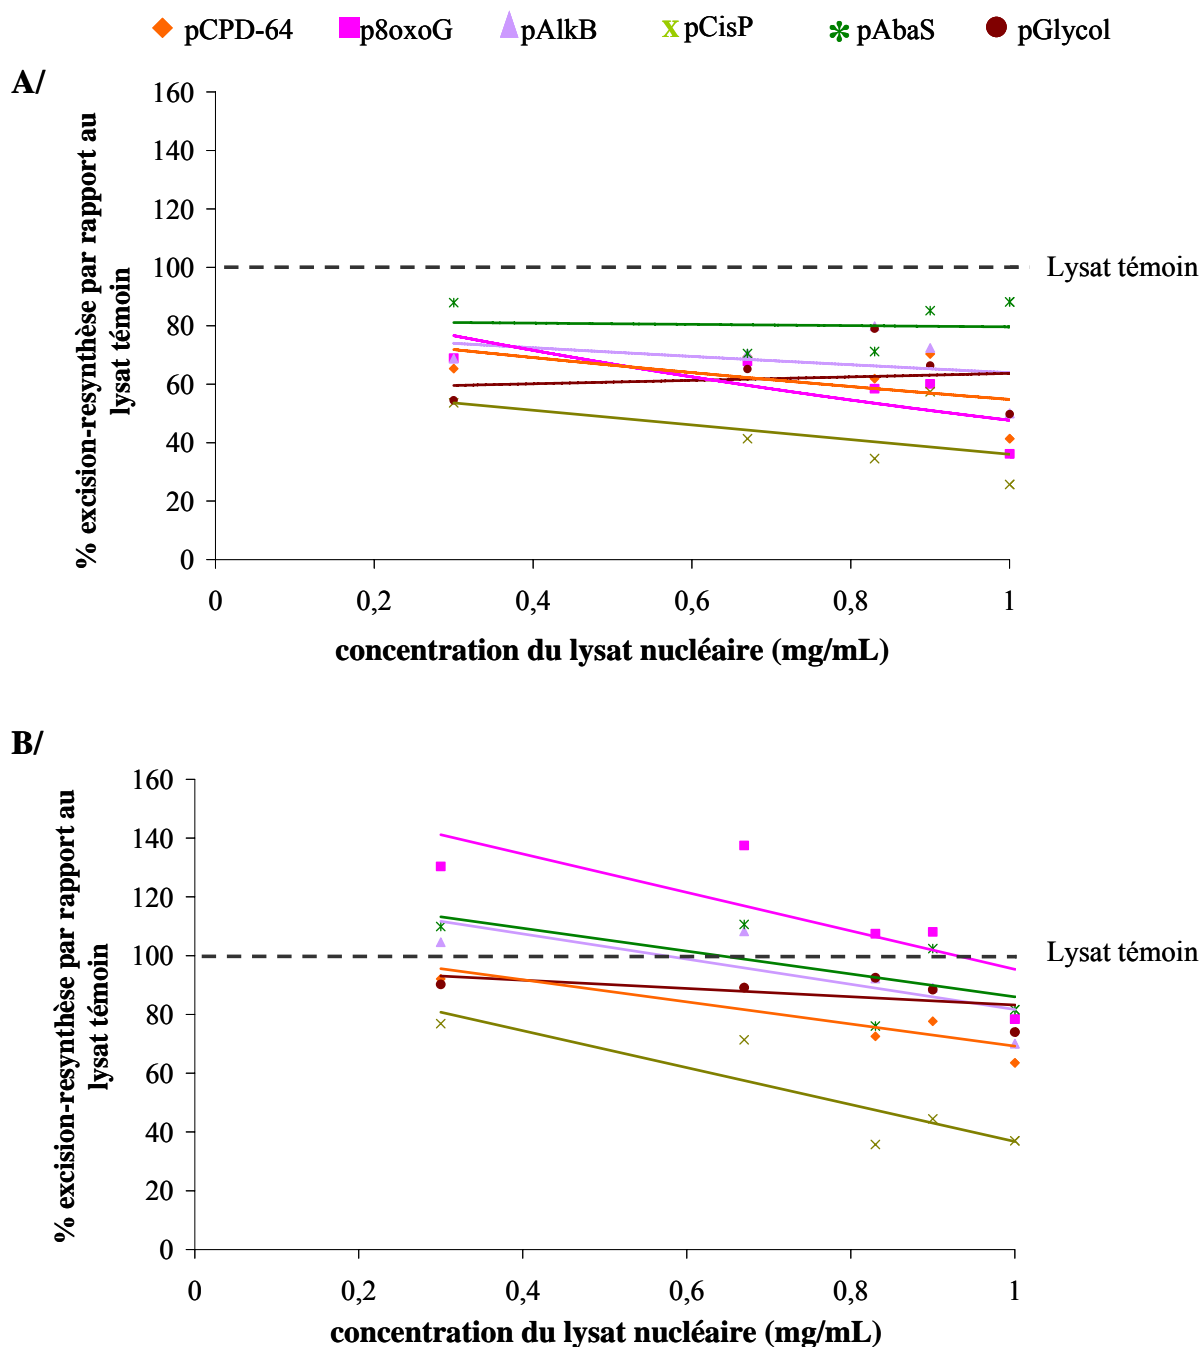 pCPD-64 p8oxoG pAlkB pCisP pAbaS pGlycol
A/
% excision-resynthèse par rapport au
lysat témoin
160
140
120
100
80
60
40
20
0
Lysat témoin
0 0,2 0,4 0,6 0,8 1
concentration du lysat nucléaire (mg/mL)
B/
% excision-resynthèse par rapport au
lysat témoin
160
140
120
100
80
60
40
20
0
Lysat témoin
0 0,2 0,4 0,6 0,8 1
concentration du lysat nucléaire (mg/mL)